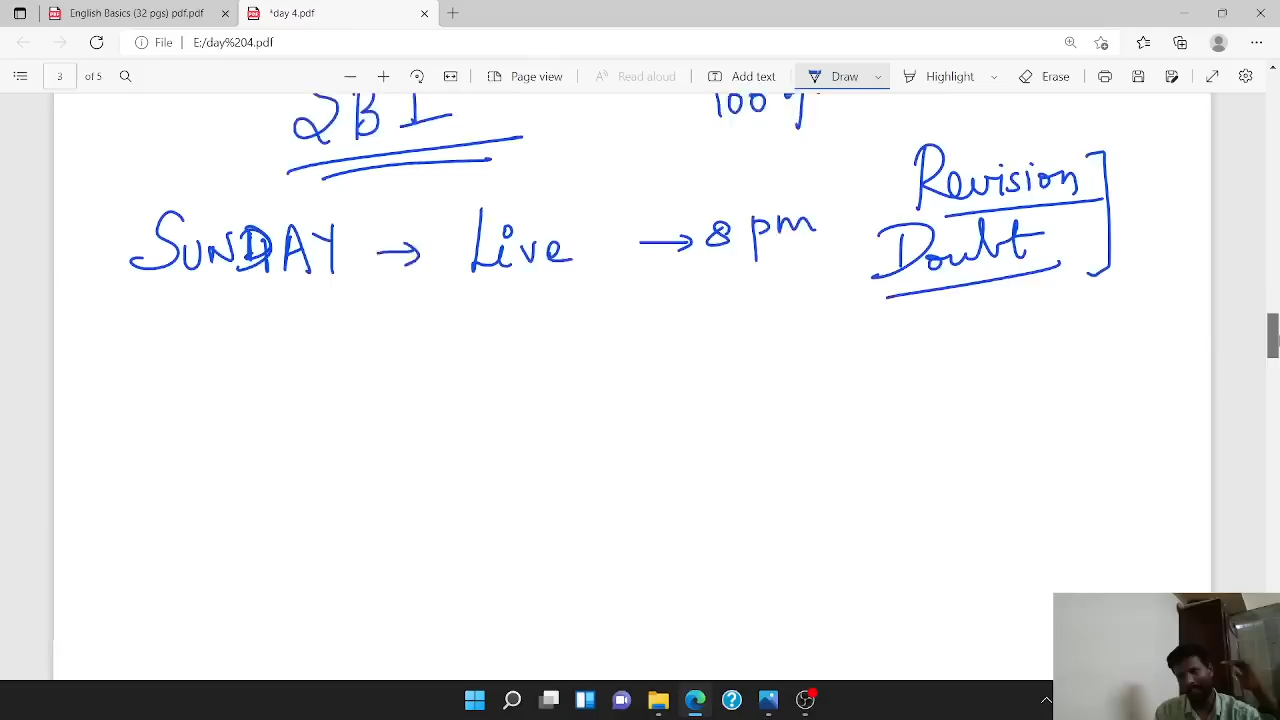 English Basics (32 pgs) pdf.pdf
*day 4.pdf
File E:/day%204.pdf
3 of 5
Page view
Read aloud
Add text
Draw
Highlight
Erase
SBI
100 q
SUNDAY → Live → 8 pm
Revision
Doubt